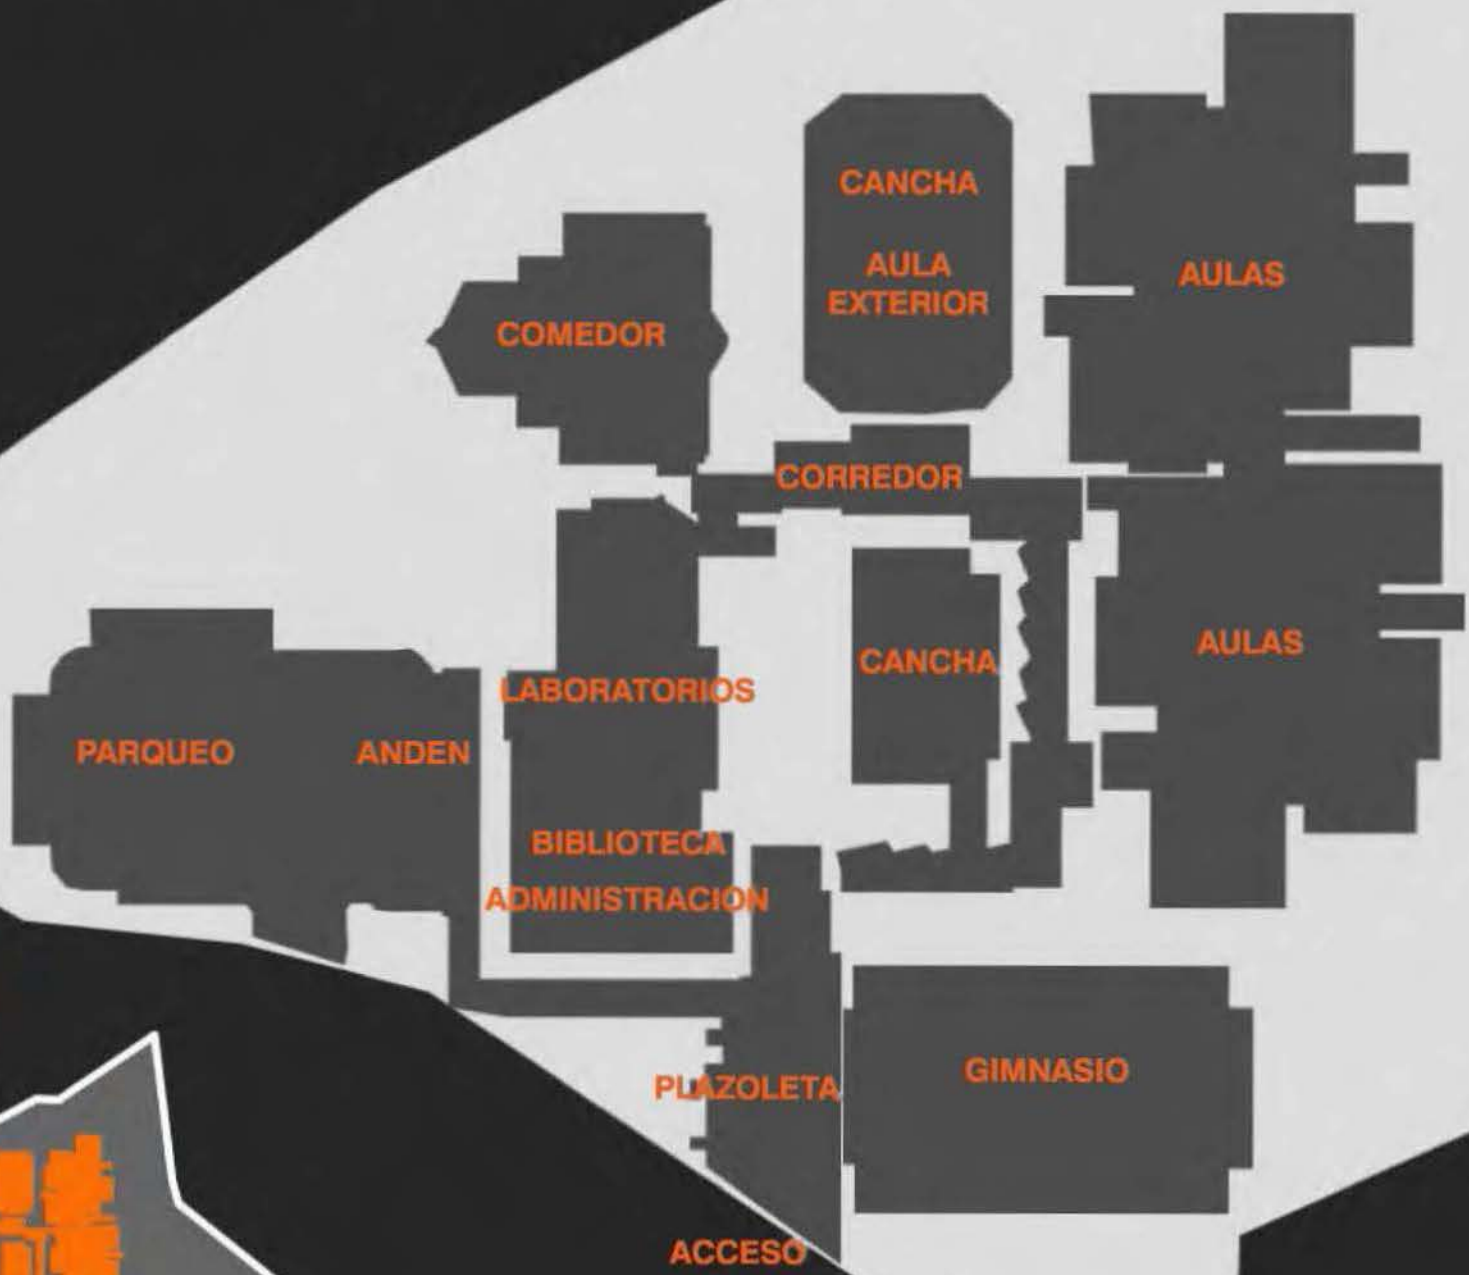 CANCHA
AULA
EXTERIOR
AULAS
COMEDOR
CORREDOR
CANCHA
AULAS
LABORATORIOS
PARQUEO
ANDEN
BIBLIOTECA
ADMINISTRACION
PLAZOLETA
GIMNASIO
ACCESO